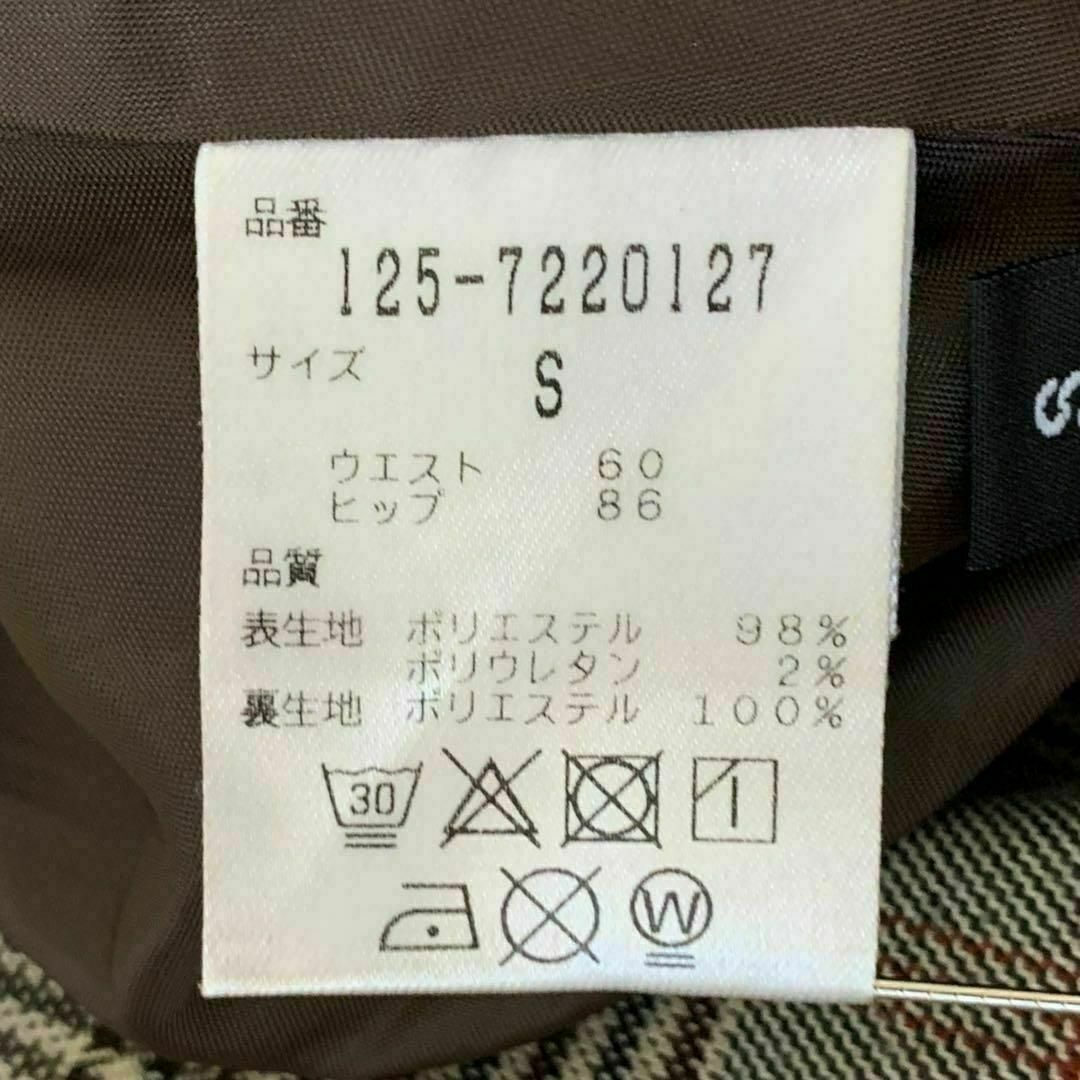 品番
125-7220127
サイズ S
ウエスト 60
ヒップ 86
品質
表生地 ポリエステル 98%
ポリウレタン 2%
裏生地 ポリエステル 100%
30
W